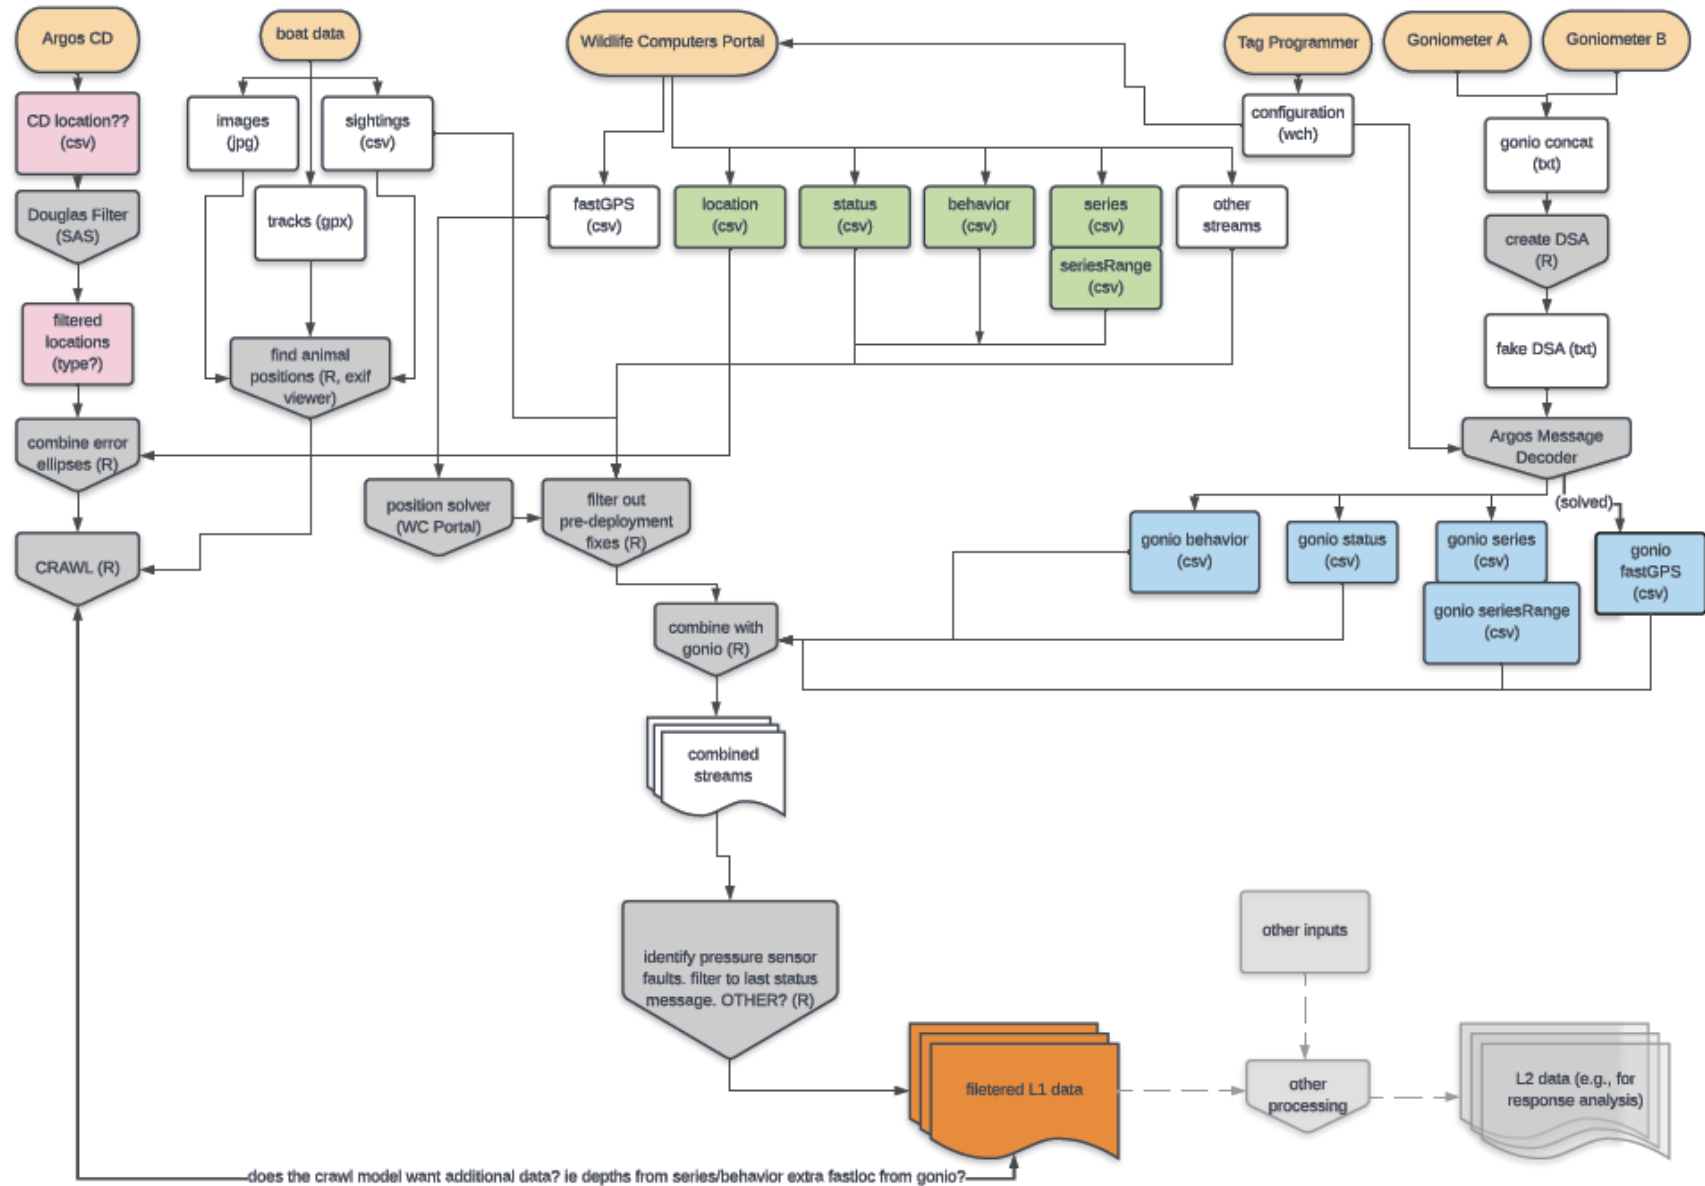 Argos CD
boat data
Wildlife Computers Portal
Tag Programmer
Goniometer A
Goniometer B
CD location??
(csv)
images
(jpg)
sightings
(csv)
configuration
(wch)
gonio concat
(txt)
Douglas Filter
(SAS)
tracks (gpx)
fastGPS
(csv)
location
(csv)
status
(csv)
behavior
(csv)
series
(csv)
other
streams
seriesRange
(csv)
create DSA
(R)
filtered
locations
(type?)
find animal
positions (R, exif
viewer)
fake DSA (txt)
combine error
ellipses (R)
Argos Message
Decoder
position solver
(WC Portal)
filter out
pre-deployment
fixes (R)
(solved)
CRAWL (R)
gonio behavior
(csv)
gonio status
(csv)
gonio series
(csv)
gonio
fastGPS
(csv)
gonio seriesRange
(csv)
combine with
gonio (R)
combined
streams
identify pressure sensor
faults. filter to last status
message. OTHER? (R)
other inputs
filetered L1 data
other
processing
L2 data (e.g., for
response analysis)
does the crawl model want additional data? ie depths from series/behavior extra fastloc from gonio?